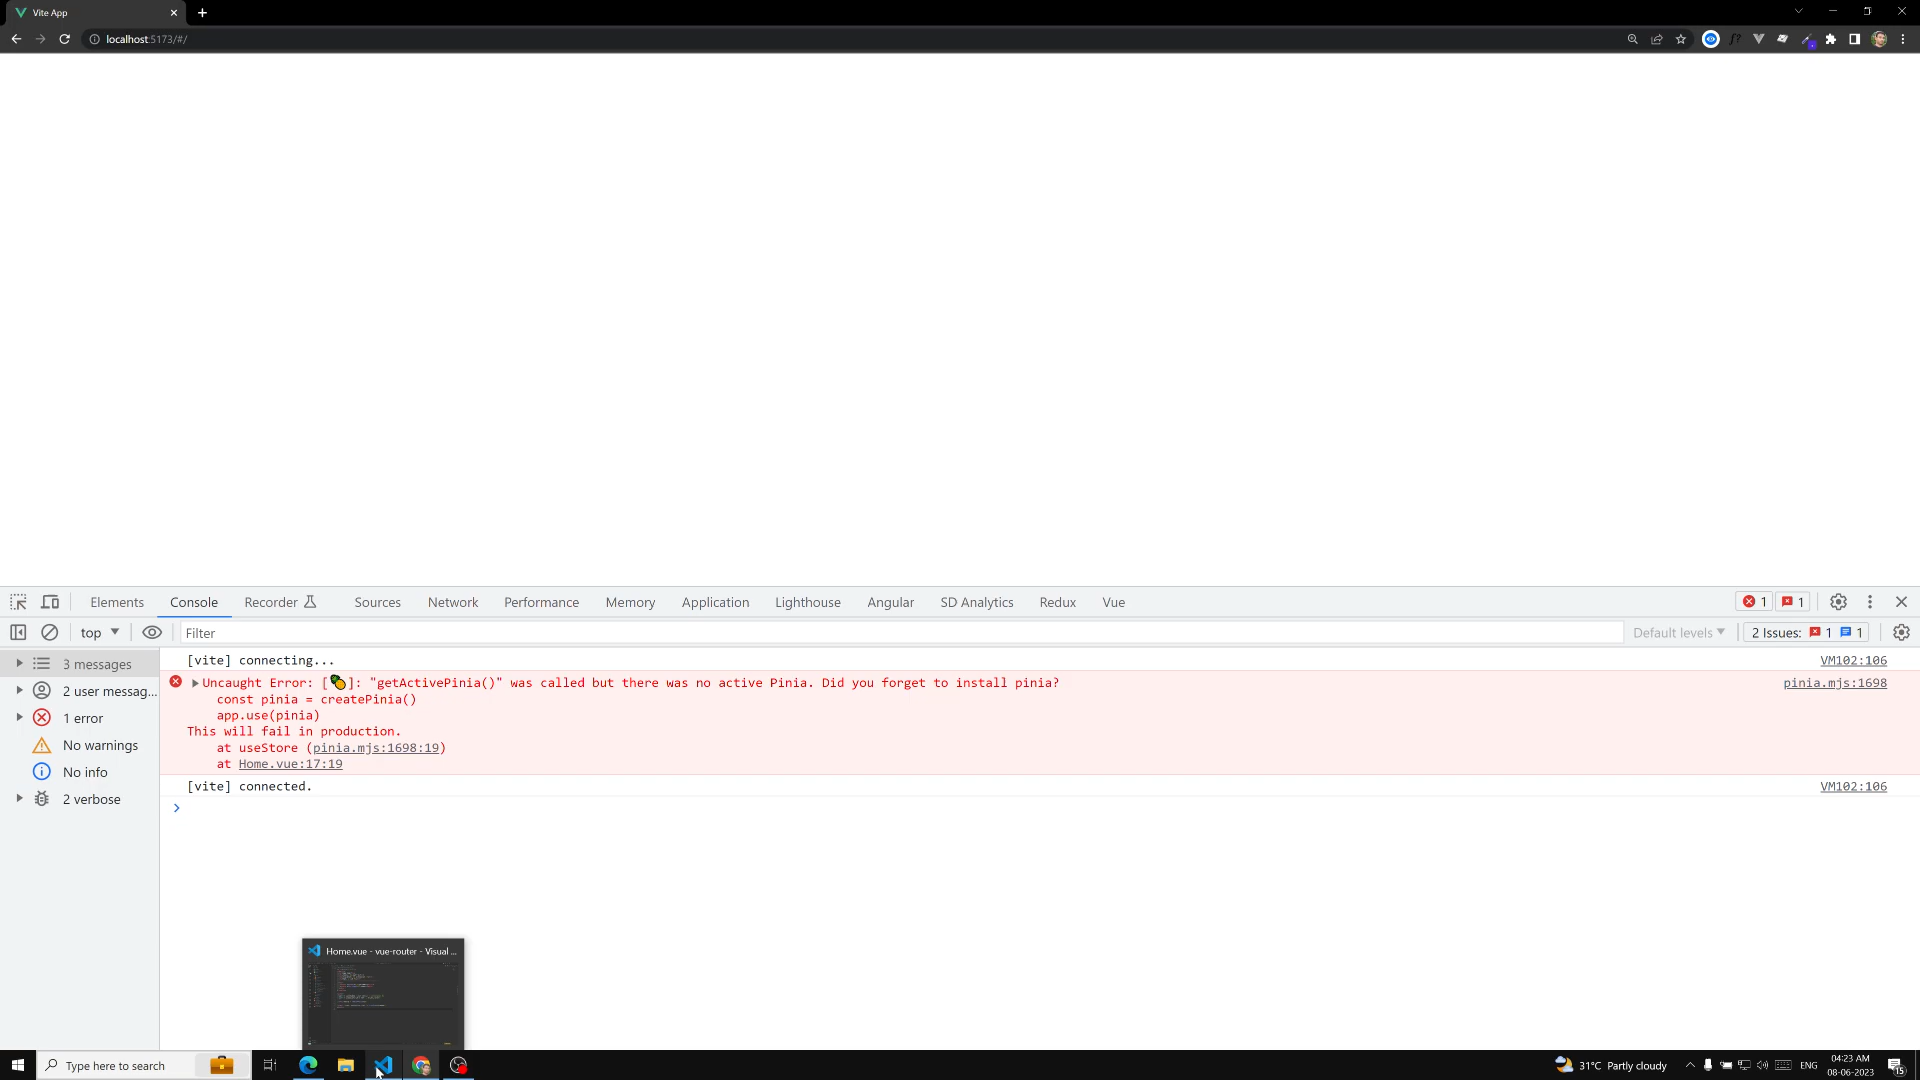 Vite App
localhost:5173/#/
Elements
Console
Recorder
Sources
Network
Performance
Memory
Application
Lighthouse
Angular
SD Analytics
Redux
Vue
1
1
top
Filter
Default levels
2 Issues: 1 1
3 messages
2 user messag...
1 error
No warnings
No info
2 verbose
[vite] connecting... VM102:106
Uncaught Error: [🍍]: "getActivePinia()" was called but there was no active Pinia. Did you forget to install pinia? pinia.mjs:1698
const pinia = createPinia()
app.use(pinia)
This will fail in production.
at useStore (pinia.mjs:1698:19)
at Home.vue:17:19
[vite] connected. VM102:106
Home.vue - vue-router - Visual ...
Type here to search
31°C Partly cloudy
ENG
04:23 AM
08-06-2023
15